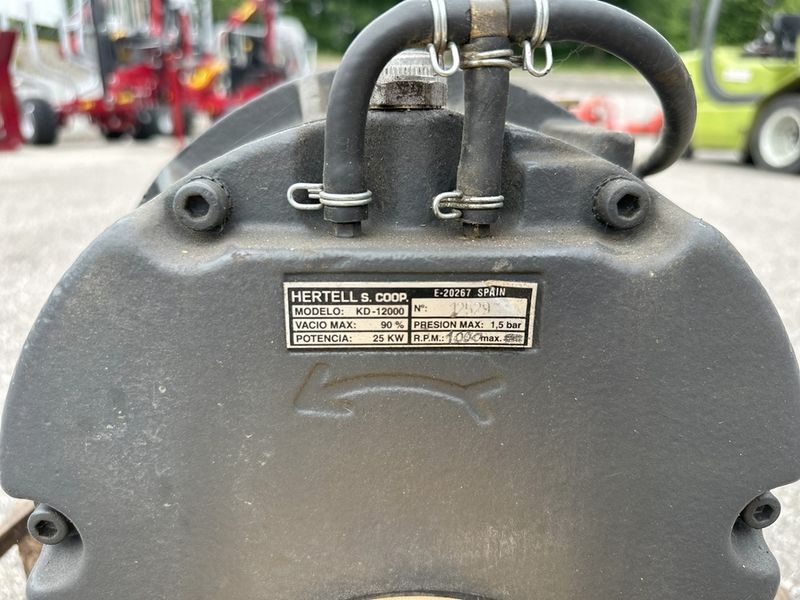 HERTELL S. COOP. E-20267 SPAIN
MODELO: KD-12000 Nº:
VACIO MAX: 90 % PRESION MAX: 1,5 bar
POTENCIA: 25 KW R.P.M.: 1000 max.